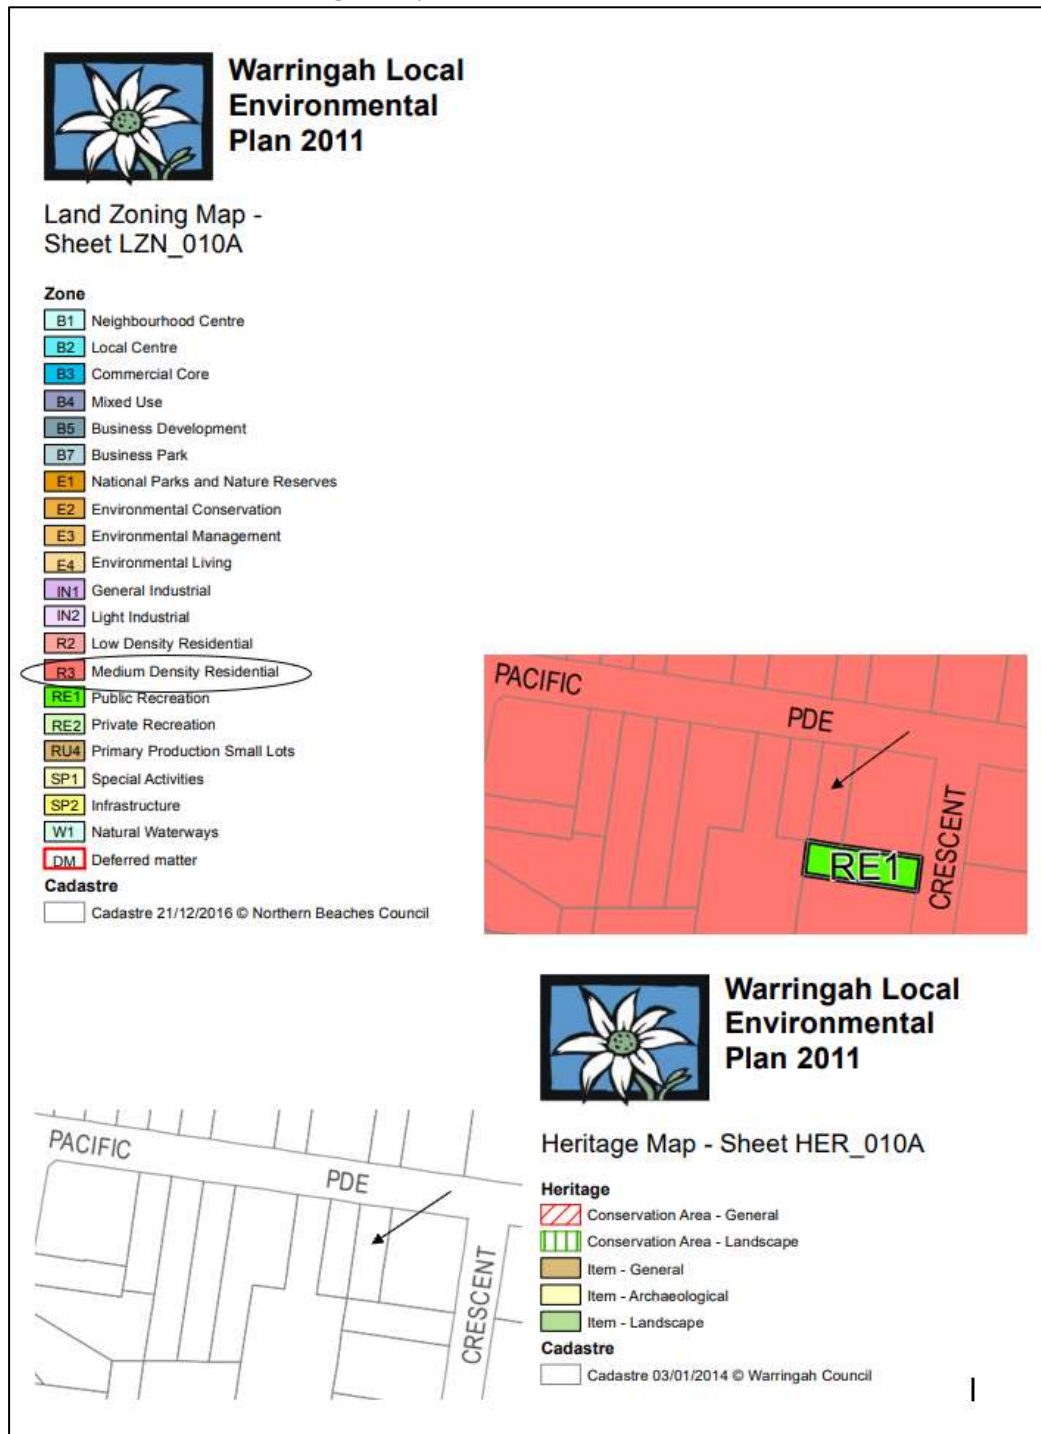 Warringah Local
Environmental
Plan 2011
Land Zoning Map -
Sheet LZN_010A
Zone
B1 Neighbourhood Centre
B2 Local Centre
B3 Commercial Core
B4 Mixed Use
B5 Business Development
B7 Business Park
E1 National Parks and Nature Reserves
E2 Environmental Conservation
E3 Environmental Management
E4 Environmental Living
IN1 General Industrial
IN2 Light Industrial
R2 Low Density Residential
R3 Medium Density Residential
RE1 Public Recreation
RE2 Private Recreation
RU4 Primary Production Small Lots
SP1 Special Activities
SP2 Infrastructure
W1 Natural Waterways
DM Deferred matter
Cadastre
Cadastre 21/12/2016 © Northern Beaches Council
PACIFIC
PDE
CRESCENT
RE1
Warringah Local
Environmental
Plan 2011
Heritage Map - Sheet HER_010A
Heritage
Conservation Area - General
Conservation Area - Landscape
Item - General
Item - Archaeological
Item - Landscape
Cadastre
Cadastre 03/01/2014 © Warringah Council
PACIFIC
PDE
CRESCENT